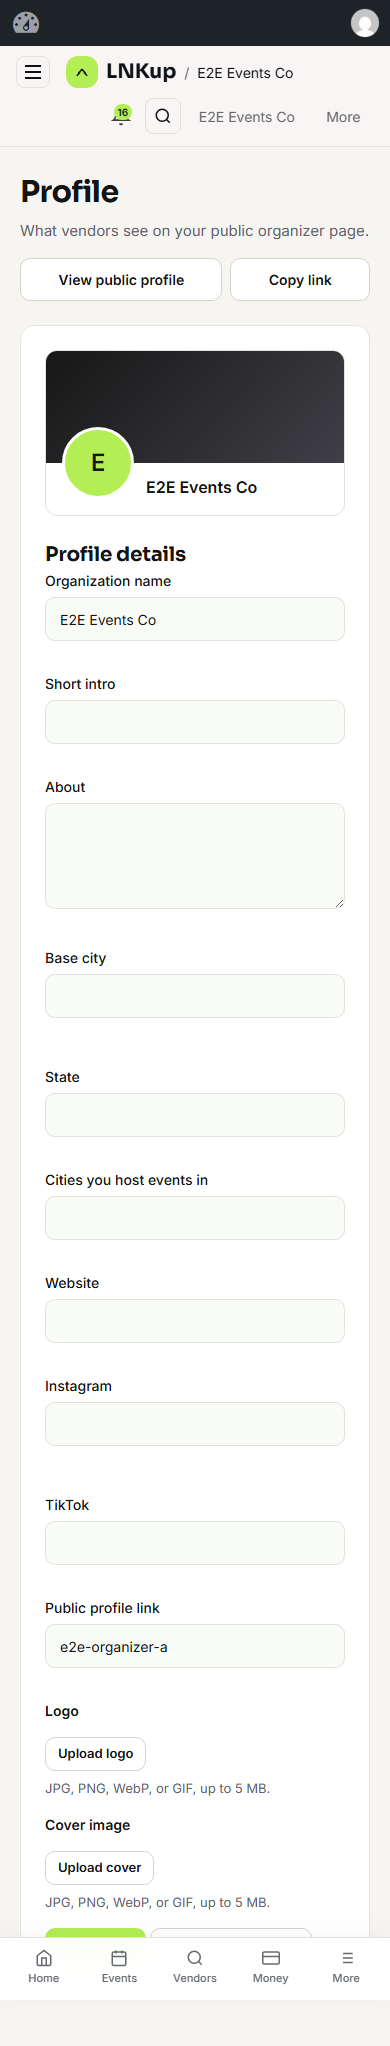 LNKup / E2E Events Co
16
E2E Events Co More
Profile
What vendors see on your public organizer page.
View public profile Copy link
E
E2E Events Co
Profile details
Organization name
E2E Events Co
Short intro
About
Base city
State
Cities you host events in
Website
Instagram
TikTok
Public profile link
e2e-organizer-a
Logo
Upload logo
JPG, PNG, WebP, or GIF, up to 5 MB.
Cover image
Upload cover
JPG, PNG, WebP, or GIF, up to 5 MB.
Home Events Vendors Money More